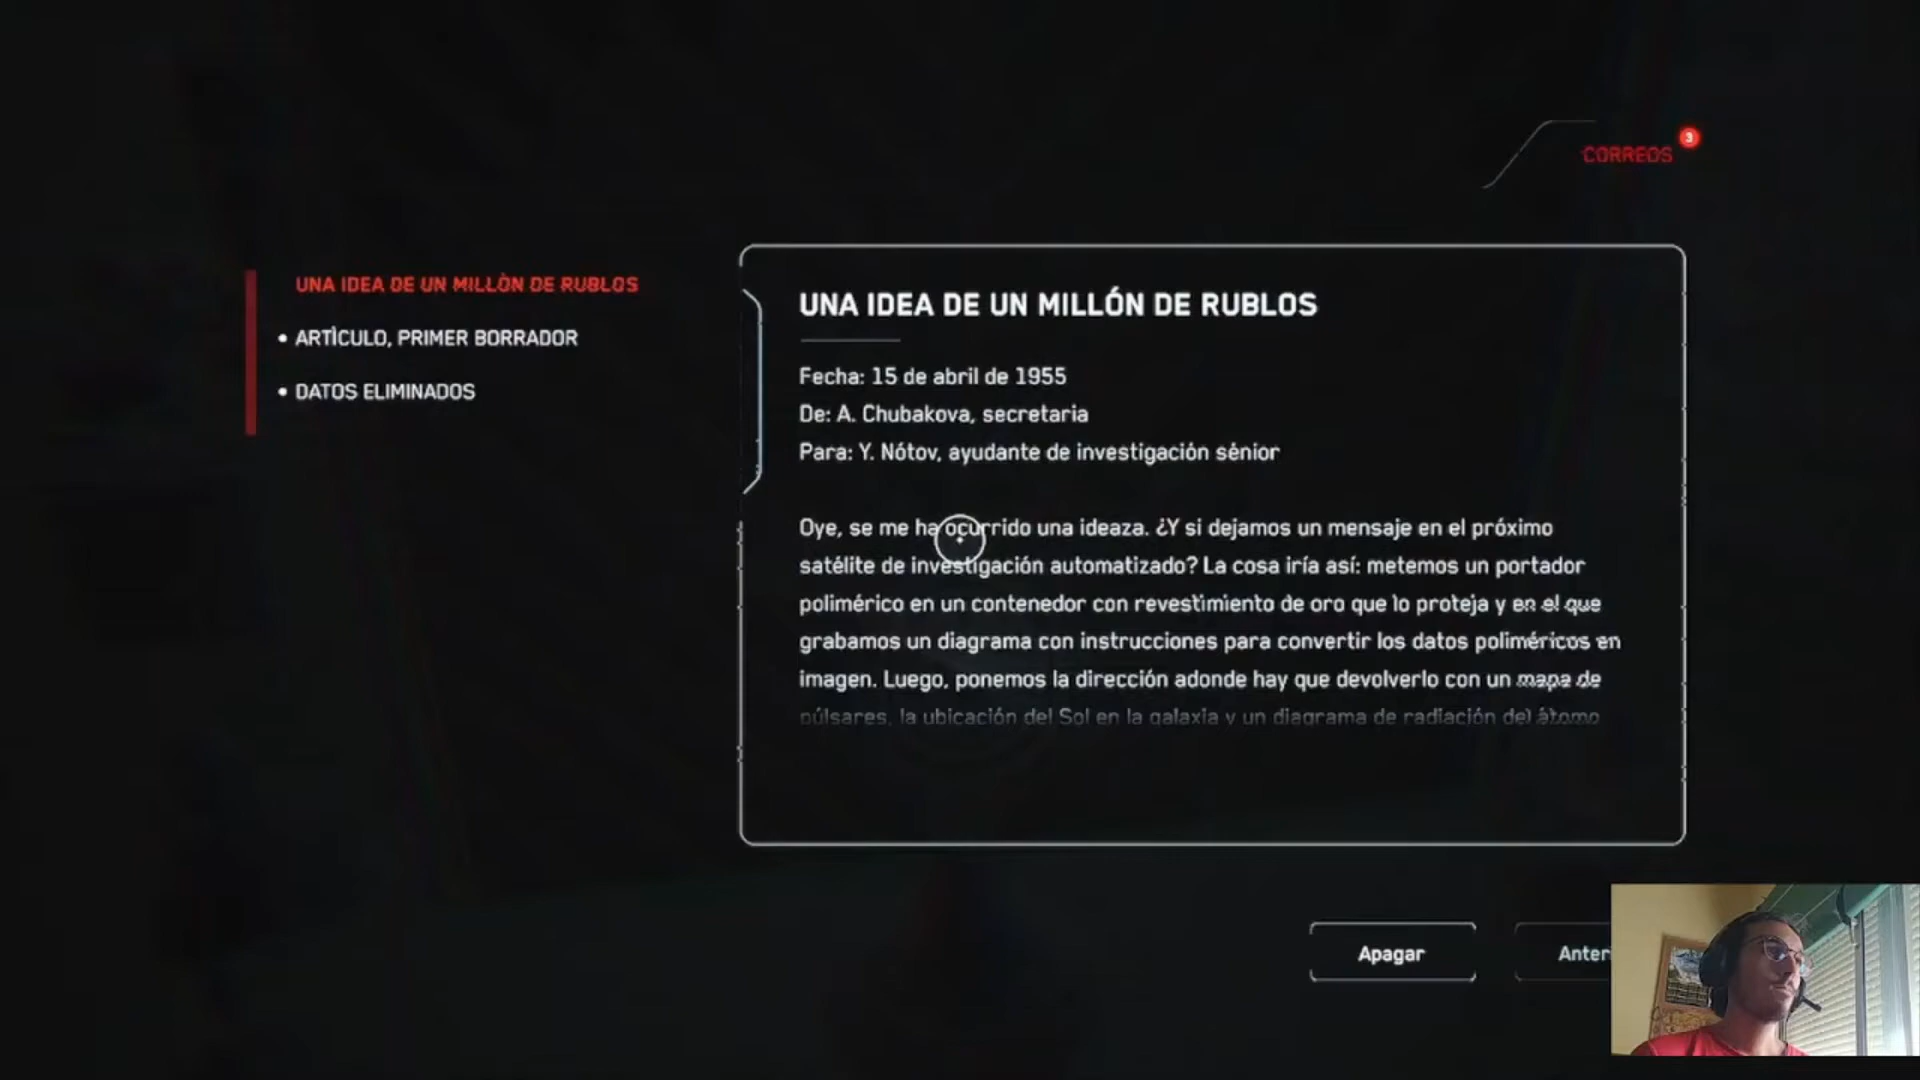 CORREOS
3
UNA IDEA DE UN MILLÒN DE RUBLOS
• ARTÌCULO, PRIMER BORRADOR
• DATOS ELIMINADOS
UNA IDEA DE UN MILLÓN DE RUBLOS
Fecha: 15 de abril de 1955
De: A. Chubakova, secretaria
Para: Y. Nótov, ayudante de investigación sénior
Oye, se me ha ocurrido una ideaza. ¿Y si dejamos un mensaje en el próximo
satélite de investigación automatizado? La cosa iría así: metemos un portador
polimérico en un contenedor con revestimiento de oro que lo proteja y en el que
grabamos un diagrama con instrucciones para convertir los datos poliméricos en
imagen. Luego, ponemos la dirección adonde hay que devolverlo con un mapa de
púlsares, la ubicación del Sol en la galaxia y un diagrama de radiación del átomo
Apagar
Anter